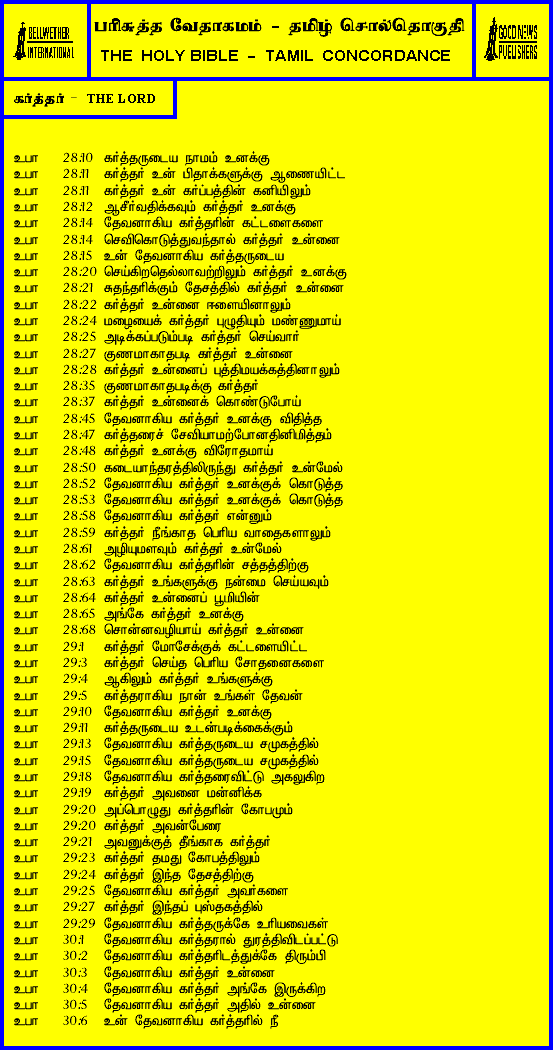 BELLWETHER
INTERNATIONAL
பரிசுத்த வேதாகமம் - தமிழ் சொல்தொகுதி
THE HOLY BIBLE - TAMIL CONCORDANCE
GOOD NEWS
PUBLISHERS
கர்த்தர் - THE LORD
உபா 28:10 கர்த்தருடைய நாமம் உனக்கு
உபா 28:11 கர்த்தர் உன் பிதாக்களுக்கு ஆணையிட்ட
உபா 28:11 கர்த்தர் உன் கர்ப்பத்தின் கனியிலும்
உபா 28:12 ஆசீர்வதிக்கவும் கர்த்தர் உனக்கு
உபா 28:14 தேவனாகிய கர்த்தரின் கட்டளைகளை
உபா 28:14 செவிகொடுத்துவந்தால் கர்த்தர் உன்னை
உபா 28:15 உன் தேவனாகிய கர்த்தருடைய
உபா 28:20 செய்கிறதெல்லாவற்றிலும் கர்த்தர் உனக்கு
உபா 28:21 சுதந்தரிக்கும் தேசத்தில் கர்த்தர் உன்னை
உபா 28:22 கர்த்தர் உன்னை ஈளையினாலும்
உபா 28:24 மழையைக் கர்த்தர் புழுதியும் மண்ணுமாய்
உபா 28:25 அடிக்கப்படும்படி கர்த்தர் செய்வார்
உபா 28:27 குணமாகாதபடி கர்த்தர் உன்னை
உபா 28:28 கர்த்தர் உன்னைப் புத்திமயக்கத்தினாலும்
உபா 28:35 குணமாகாதபடிக்கு கர்த்தர்
உபா 28:37 கர்த்தர் உன்னைக் கொண்டுபோய்
உபா 28:45 தேவனாகிய கர்த்தர் உனக்கு விதித்த
உபா 28:47 கர்த்தரைச் சேவியாமற்போனதினிமித்தம்
உபா 28:48 கர்த்தர் உனக்கு விரோதமாய்
உபா 28:50 கடையாந்தரத்திலிருந்து கர்த்தர் உன்மேல்
உபா 28:52 தேவனாகிய கர்த்தர் உனக்குக் கொடுத்த
உபா 28:53 தேவனாகிய கர்த்தர் உனக்குக் கொடுத்த
உபா 28:58 தேவனாகிய கர்த்தர் என்னும்
உபா 28:59 கர்த்தர் நீங்காத பெரிய வாதைகளாலும்
உபா 28:61 அழியுமளவும் கர்த்தர் உன்மேல்
உபா 28:62 தேவனாகிய கர்த்தரின் சத்தத்திற்கு
உபா 28:63 கர்த்தர் உங்களுக்கு நன்மை செய்யவும்
உபா 28:64 கர்த்தர் உன்னைப் பூமியின்
உபா 28:65 அங்கே கர்த்தர் உனக்கு
உபா 28:68 சொன்னவழியாய் கர்த்தர் உன்னை
உபா 29:1 கர்த்தர் மோசேக்குக் கட்டளையிட்ட
உபா 29:3 கர்த்தர் செய்த பெரிய சோதனைகளை
உபா 29:4 ஆகிலும் கர்த்தர் உங்களுக்கு
உபா 29:5 கர்த்தராகிய நான் உங்கள் தேவன்
உபா 29:10 தேவனாகிய கர்த்தர் உனக்கு
உபா 29:11 கர்த்தருடைய உடன்படிக்கைக்கும்
உபா 29:13 தேவனாகிய கர்த்தருடைய சமுகத்தில்
உபா 29:15 தேவனாகிய கர்த்தருடைய சமுகத்தில்
உபா 29:18 தேவனாகிய கர்த்தரைவிட்டு அகலுகிற
உபா 29:19 கர்த்தர் அவனை மன்னிக்க
உபா 29:20 அப்பொழுது கர்த்தரின் கோபமும்
உபா 29:20 கர்த்தர் அவன்பேரை
உபா 29:21 அவனுக்குத் தீங்காக கர்த்தர்
உபா 29:23 கர்த்தர் தமது கோபத்திலும்
உபா 29:24 கர்த்தர் இந்த தேசத்திற்கு
உபா 29:25 தேவனாகிய கர்த்தர் அவர்களை
உபா 29:27 கர்த்தர் இந்தப் புஸ்தகத்தில்
உபா 29:29 தேவனாகிய கர்த்தருக்கே உரியவைகள்
உபா 30:1 தேவனாகிய கர்த்தரால் துரத்திவிடப்பட்டு
உபா 30:2 தேவனாகிய கர்த்தரிடத்துக்கே திரும்பி
உபா 30:3 தேவனாகிய கர்த்தர் உன்னை
உபா 30:4 தேவனாகிய கர்த்தர் அங்கே இருக்கிற
உபா 30:5 தேவனாகிய கர்த்தர் அதில் உன்னை
உபா 30:6 உன் தேவனாகிய கர்த்தரில் நீ